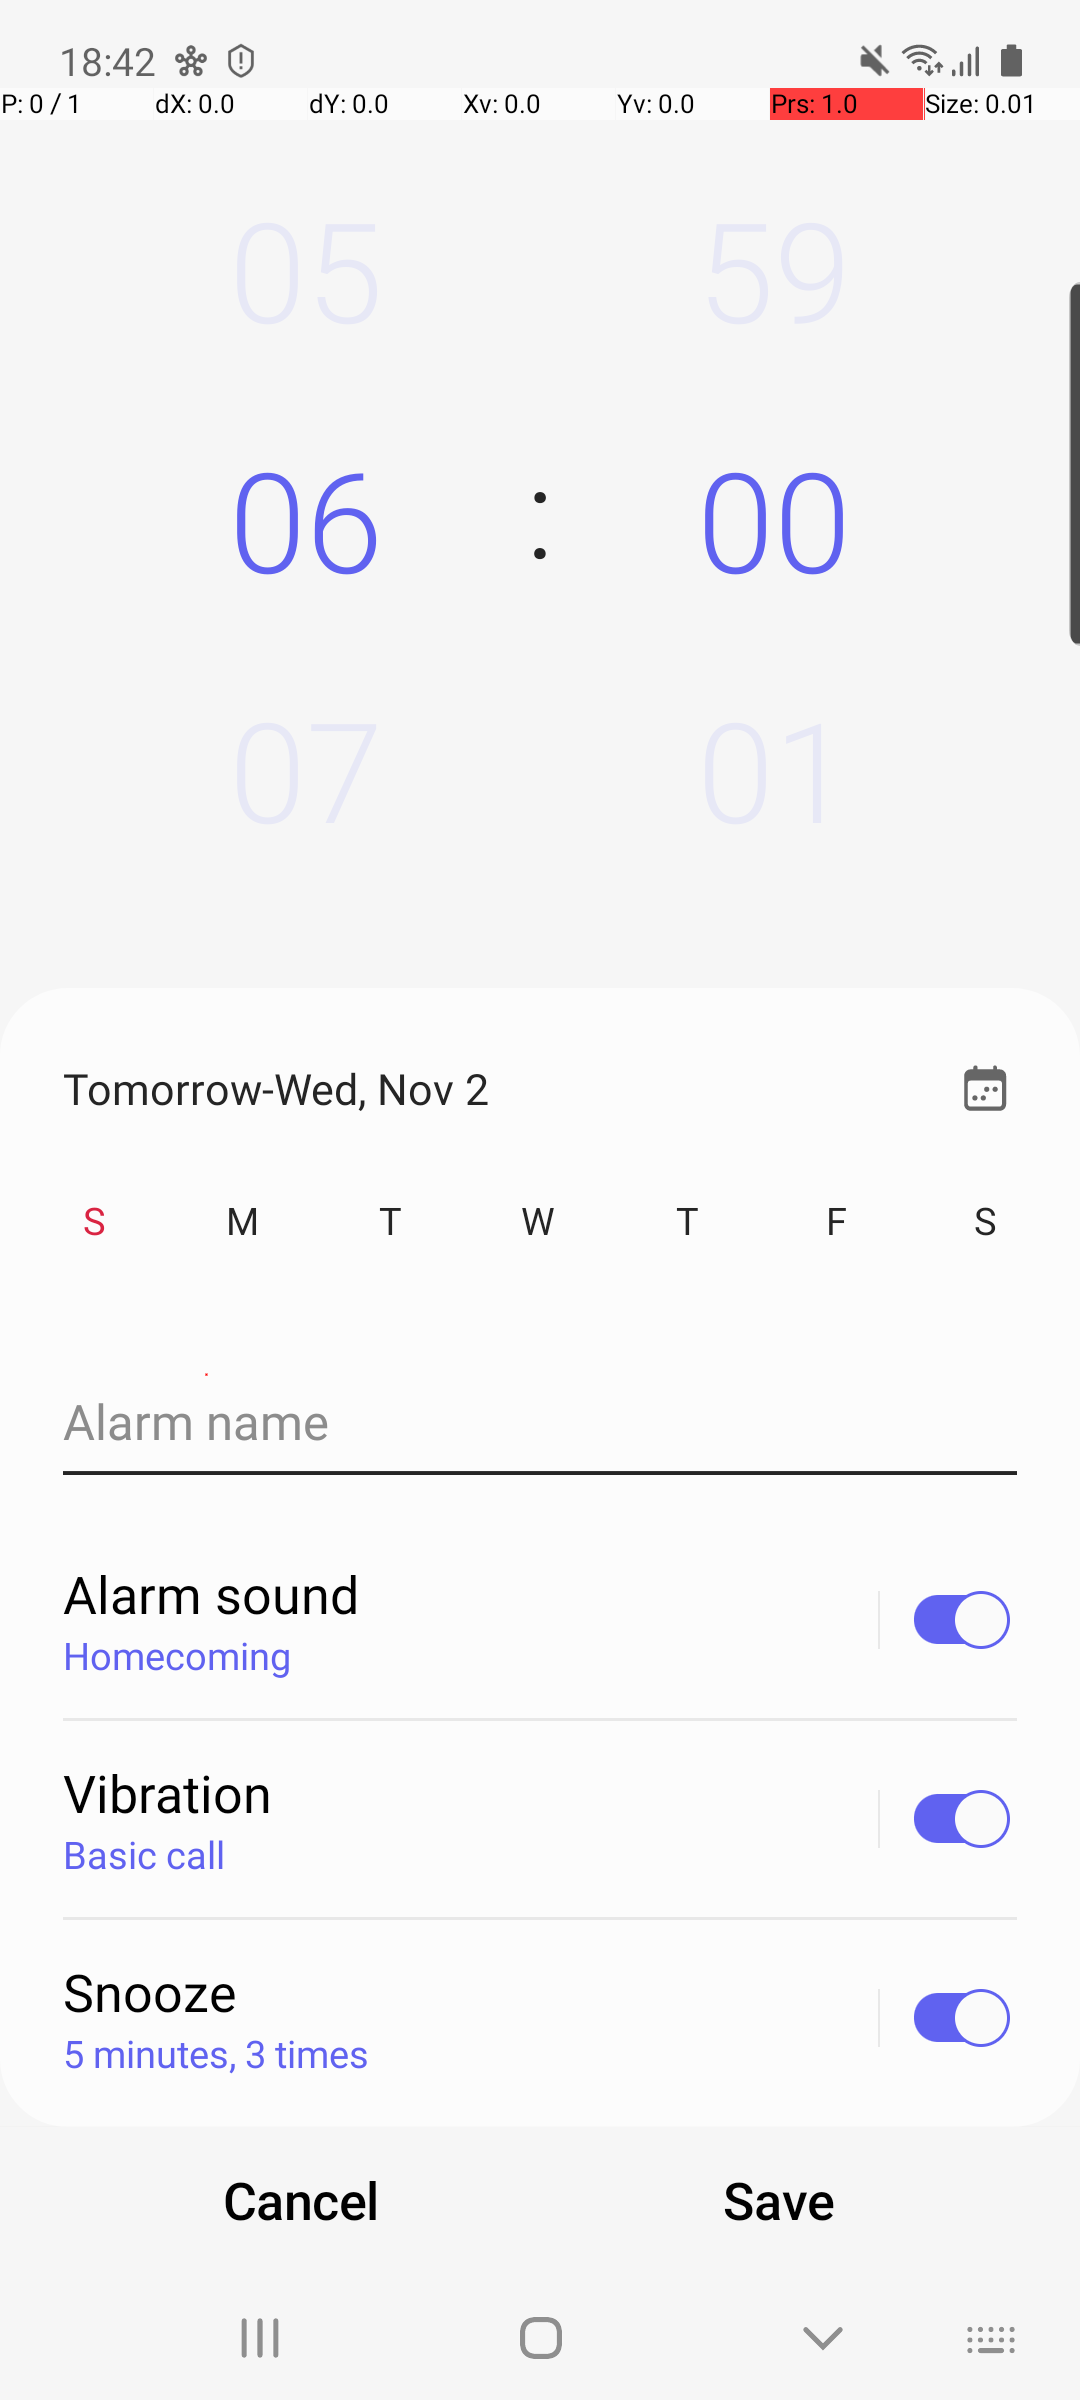 18:42
P: 0 / 1 dX: 0.0 dY: 0.0 Xv: 0.0 Yv: 0.0 Prs: 1.0 Size: 0.01
05 59
06 : 00
07 01
Tomorrow-Wed, Nov 2
S M T W T F S
Alarm name
Alarm sound
Homecoming
Vibration
Basic call
Snooze
5 minutes, 3 times
Cancel Save